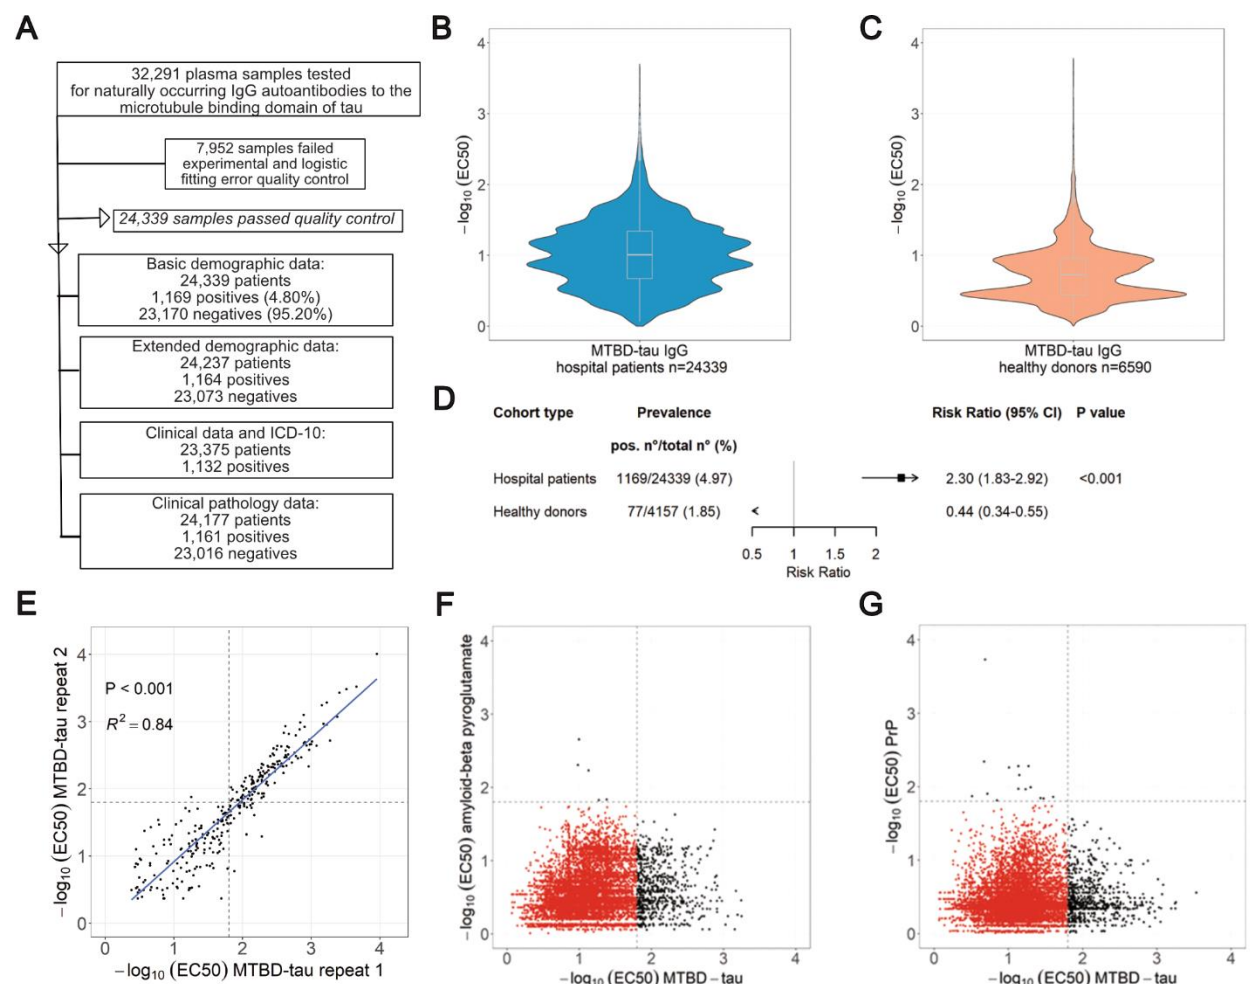 A
32,291 plasma samples tested
for naturally occurring IgG autoantibodies to the
microtubule binding domain of tau
7,952 samples failed
experimental and logistic
fitting error quality control
24,339 samples passed quality control
Basic demographic data:
24,339 patients
1,169 positives (4.80%)
23,170 negatives (95.20%)
Extended demographic data:
24,237 patients
1,164 positives
23,073 negatives
Clinical data and ICD-10:
23,375 patients
1,132 positives
Clinical pathology data:
24,177 patients
1,161 positives
23,016 negatives
B
−log10 (EC50)
4
3
2
1
0
MTBD-tau IgG
hospital patients n=24339
C
−log10 (EC50)
4
3
2
1
0
MTBD-tau IgG
healthy donors n=6590
D
Cohort type Prevalence Risk Ratio (95% CI) P value
pos. n°/total n° (%)
Hospital patients 1169/24339 (4.97) 2.30 (1.83-2.92) <0.001
Healthy donors 77/4157 (1.85) 0.44 (0.34-0.55)
0.5 1 1.5 2
Risk Ratio
E
−log10 (EC50) MTBD-tau repeat 2
4
3
2
1
0
P < 0.001
R² = 0.84
0 1 2 3 4
−log10 (EC50) MTBD-tau repeat 1
F
−log10 (EC50) amyloid-beta pyroglutamate
4
3
2
1
0
0 1 2 3 4
−log10 (EC50) MTBD − tau
G
−log10 (EC50) PrP
4
3
2
1
0
0 1 2 3 4
−log10 (EC50) MTBD − tau